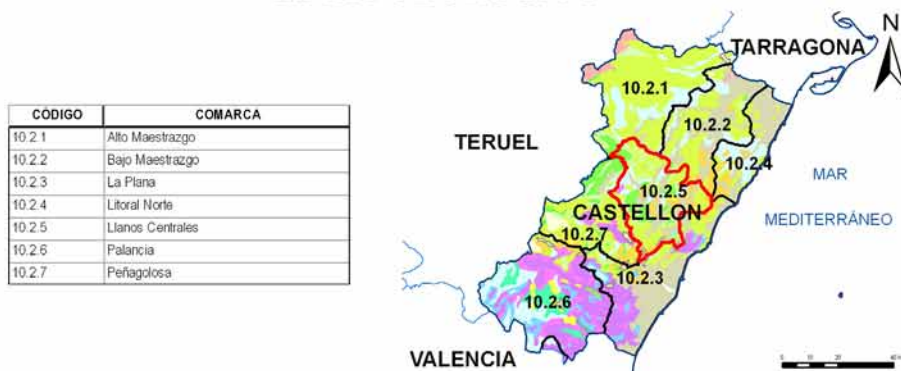 CÓDIGO COMARCA
10.2.1 Alto Maestrazgo
10.2.2 Bajo Maestrazgo
10.2.3 La Plana
10.2.4 Litoral Norte
10.2.5 Llanos Centrales
10.2.6 Palancia
10.2.7 Peñagolosa
N
TARRAGONA
10.2.1
10.2.2
TERUEL
10.2.4
MAR
10.2.5
CASTELLON
MEDITERRÁNEO
10.2.7
10.2.3
10.2.6
VALENCIA